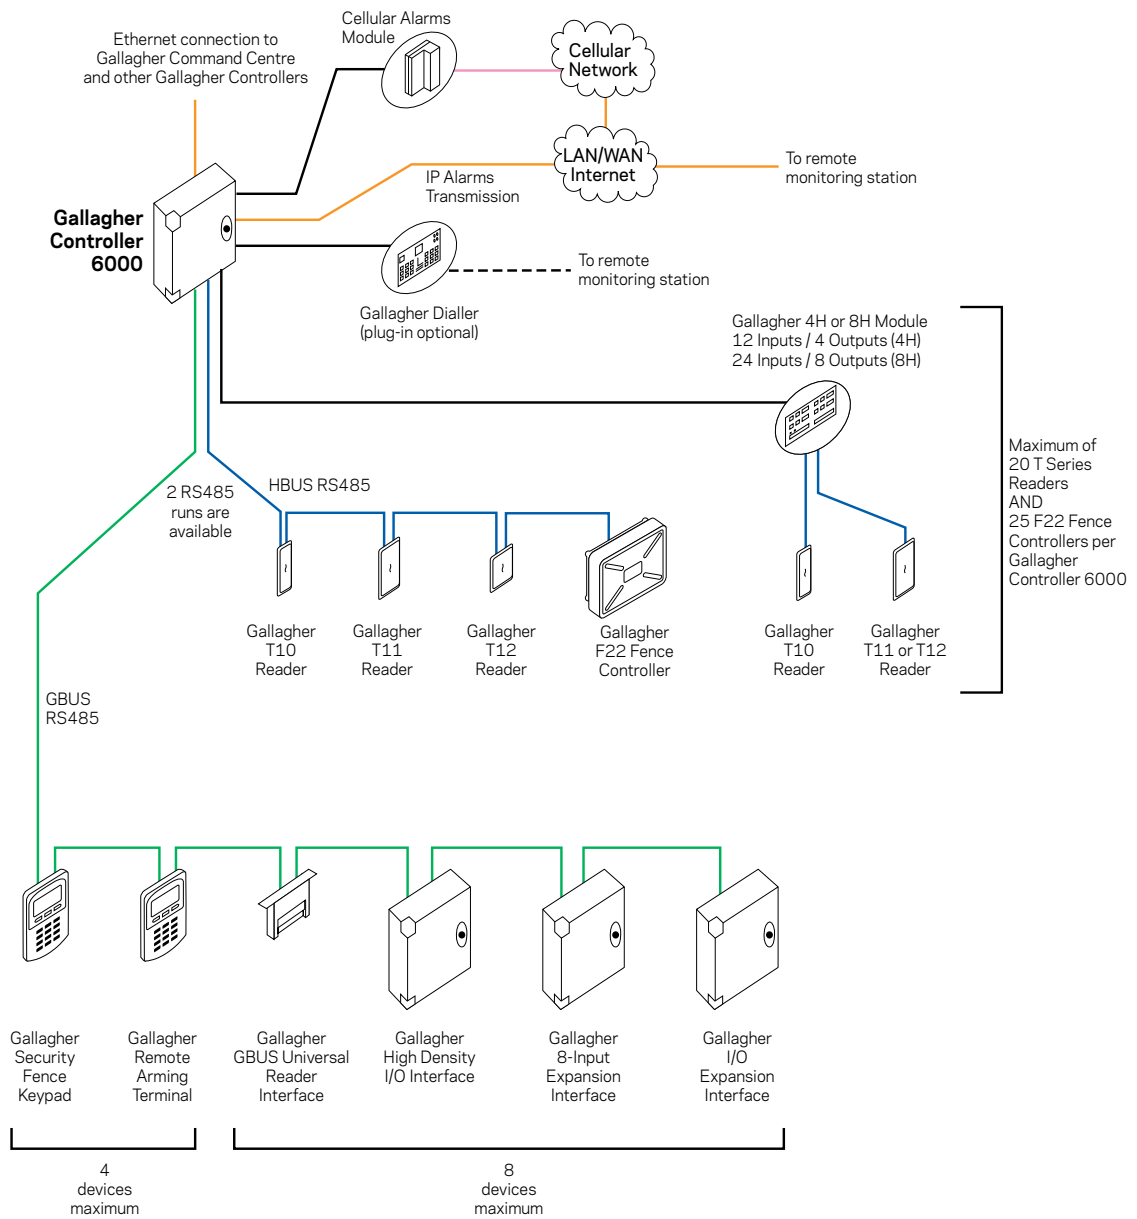 Cellular Alarms
Module
Ethernet connection to
Gallagher Command Centre
and other Gallagher Controllers
Cellular
Network
LAN/WAN
Internet
To remote
monitoring station
IP Alarms
Transmission
Gallagher
Controller
6000
To remote
monitoring station
Gallagher Dialler
(plug-in optional)
Gallagher 4H or 8H Module
12 Inputs / 4 Outputs (4H)
24 Inputs / 8 Outputs (8H)
Maximum of
20 T Series
Readers
AND
25 F22 Fence
Controllers per
Gallagher
Controller 6000
2 RS485
runs are
available
HBUS RS485
Gallagher
T10
Reader
Gallagher
T11
Reader
Gallagher
T12
Reader
Gallagher
F22 Fence
Controller
Gallagher
T10
Reader
Gallagher
T11 or T12
Reader
GBUS
RS485
Gallagher
Security
Fence
Keypad
Gallagher
Remote
Arming
Terminal
Gallagher
GBUS Universal
Reader
Interface
Gallagher
High Density
I/O Interface
Gallagher
8-Input
Expansion
Interface
Gallagher
I/O
Expansion
Interface
4
devices
maximum
8
devices
maximum